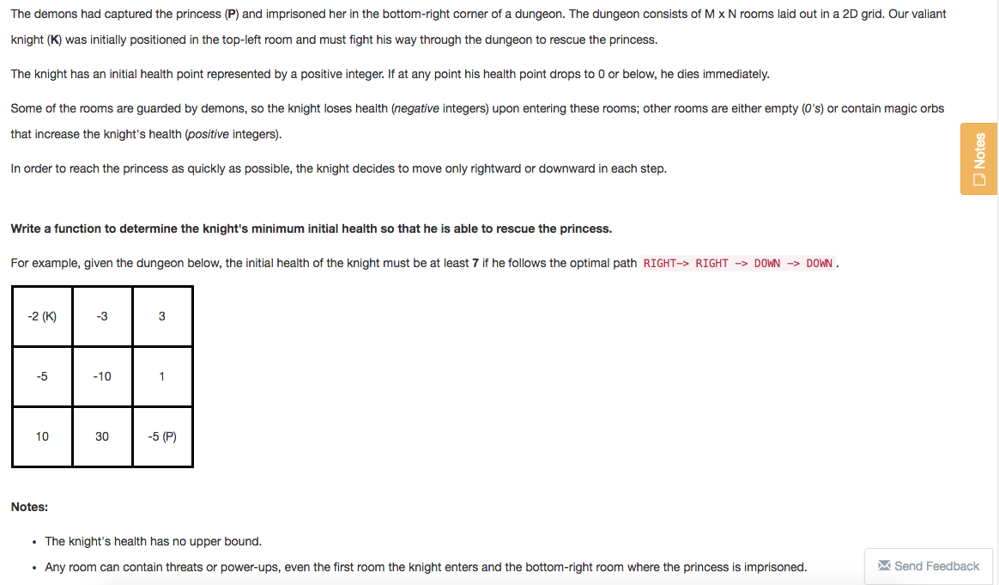 The demons had captured the princess (P) and imprisoned her in the bottom-right corner of a dungeon. The dungeon consists of M x N rooms laid out in a 2D grid. Our valiant
knight (K) was initially positioned in the top-left room and must fight his way through the dungeon to rescue the princess.
The knight has an initial health point represented by a positive integer. If at any point his health point drops to 0 or below, he dies immediately.
Some of the rooms are guarded by demons, so the knight loses health (negative integers) upon entering these rooms; other rooms are either empty (0's) or contain magic orbs
that increase the knight's health (positive integers).
In order to reach the princess as quickly as possible, the knight decides to move only rightward or downward in each step.
Write a function to determine the knight's minimum initial health so that he is able to rescue the princess.
For example, given the dungeon below, the initial health of the knight must be at least 7 if he follows the optimal path RIGHT-> RIGHT -> DOWN -> DOWN .
-2 (K) -3 3
-5 -10 1
10 30 -5 (P)
Notes:
• The knight's health has no upper bound.
• Any room can contain threats or power-ups, even the first room the knight enters and the bottom-right room where the princess is imprisoned.
Notes
Send Feedback